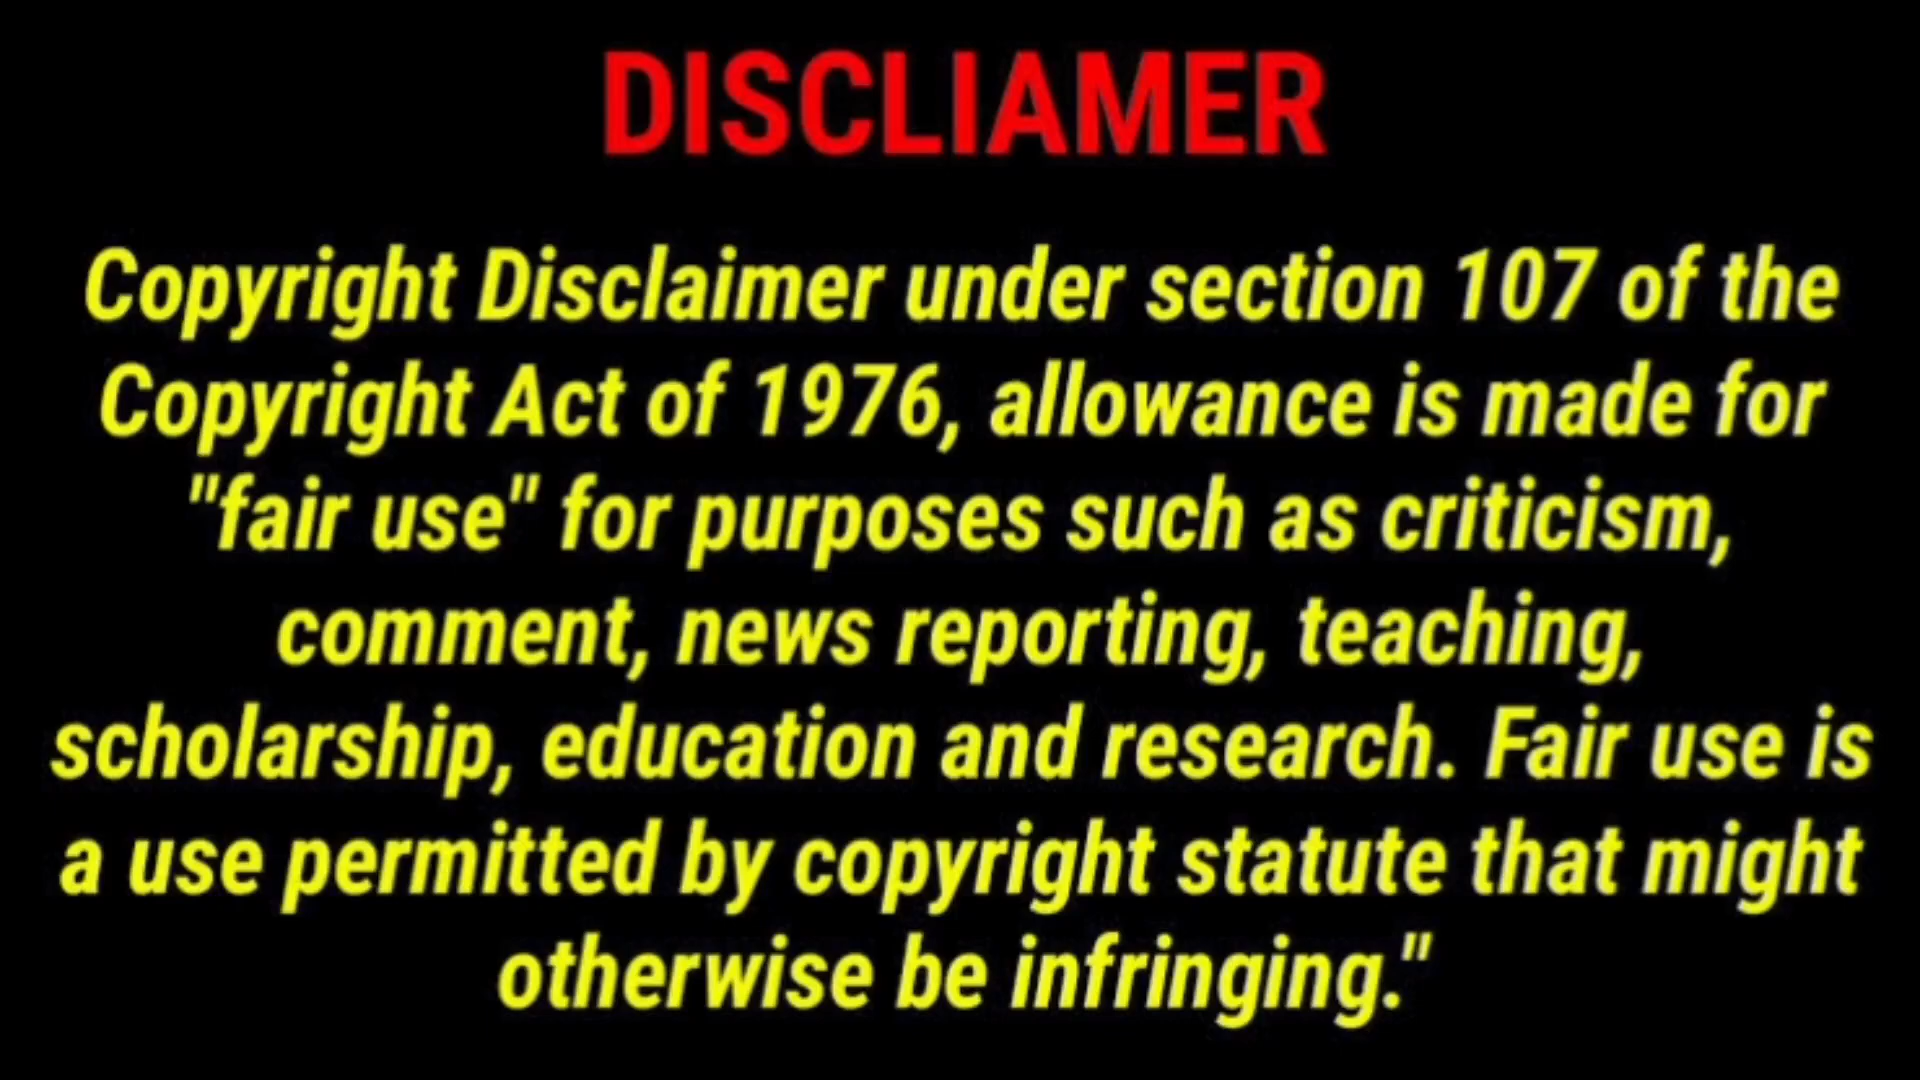 DISCLIAMER
Copyright Disclaimer under section 107 of the
Copyright Act of 1976, allowance is made for
"fair use" for purposes such as criticism,
comment, news reporting, teaching,
scholarship, education and research. Fair use is
a use permitted by copyright statute that might
otherwise be infringing."